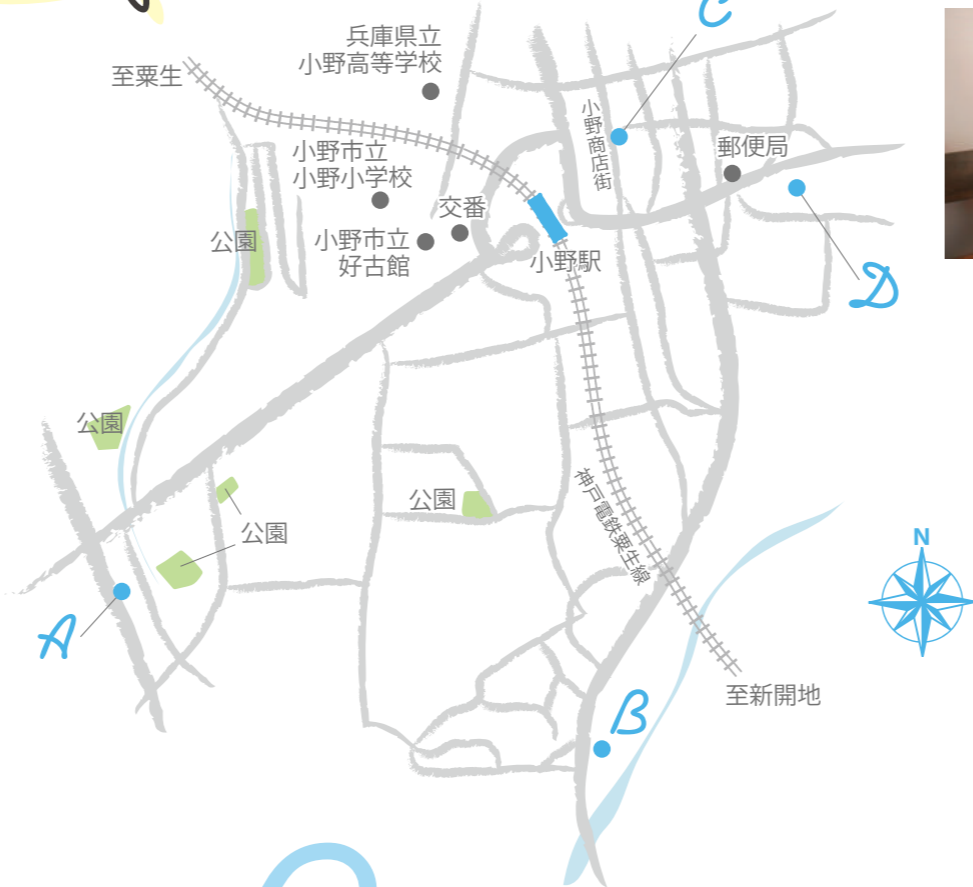 C
兵庫県立
小野高等学校
至粟生
小野商店街
小野市立
小野小学校
郵便局
交番
公園
小野市立
好古館
小野駅
D
公園
公園
公園
神戸電鉄粟生線
N
A
至新開地
B